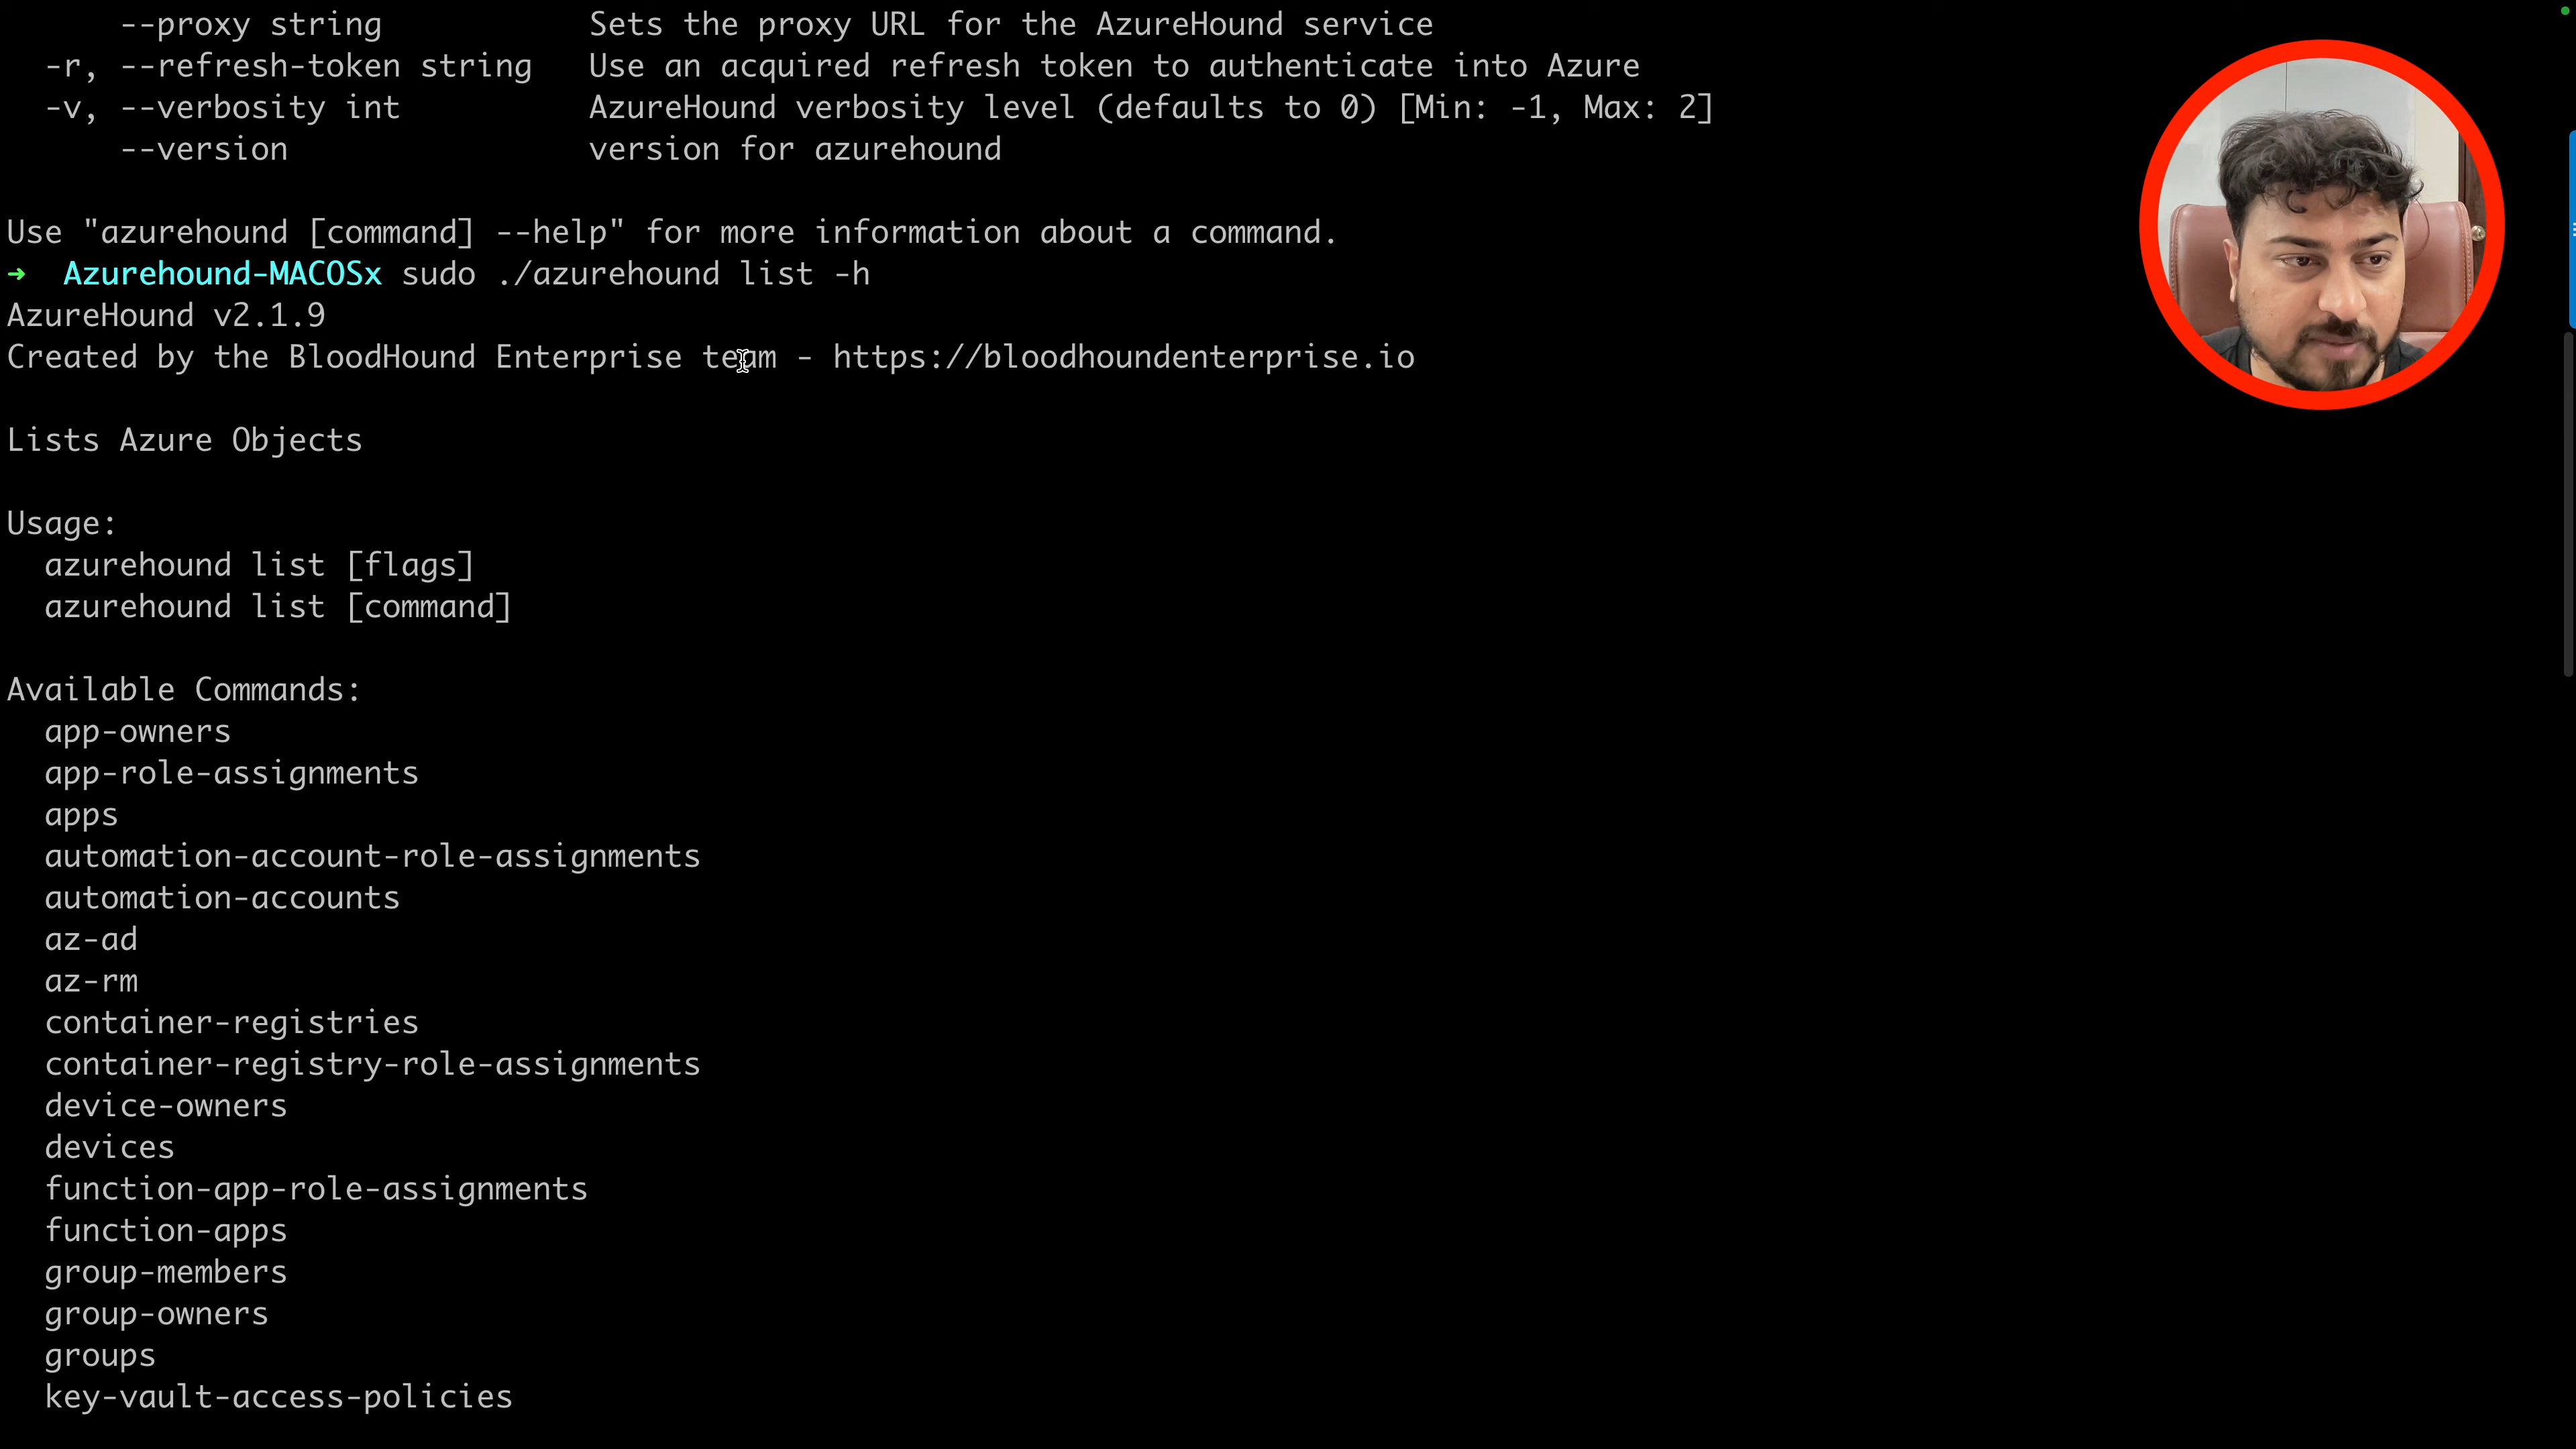 --proxy string Sets the proxy URL for the AzureHound service
-r, --refresh-token string Use an acquired refresh token to authenticate into Azure
-v, --verbosity int AzureHound verbosity level (defaults to 0) [Min: -1, Max: 2]
--version version for azurehound
Use "azurehound [command] --help" for more information about a command.
➜ Azurehound-MACOSx sudo ./azurehound list -h
AzureHound v2.1.9
Created by the BloodHound Enterprise team - https://bloodhoundenterprise.io
Lists Azure Objects
Usage:
azurehound list [flags]
azurehound list [command]
Available Commands:
app-owners
app-role-assignments
apps
automation-account-role-assignments
automation-accounts
az-ad
az-rm
container-registries
container-registry-role-assignments
device-owners
devices
function-app-role-assignments
function-apps
group-members
group-owners
groups
key-vault-access-policies